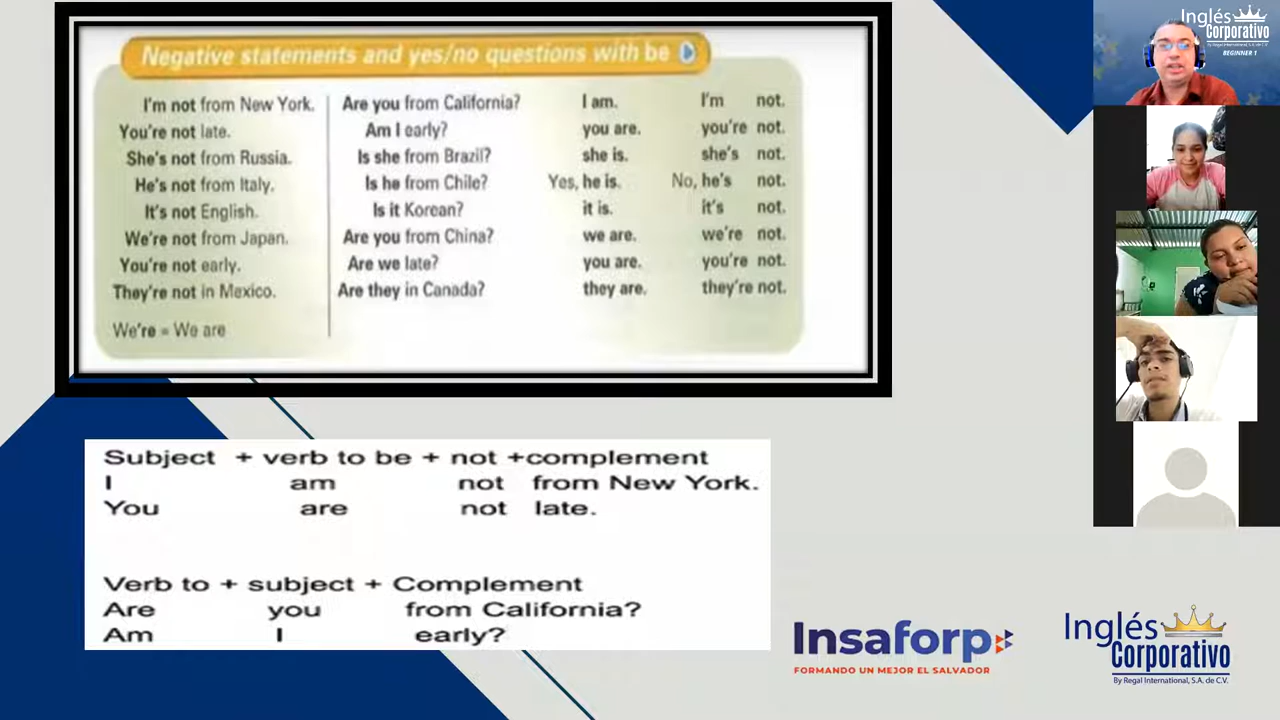 Negative statements and yes/no questions with be
I'm not from New York. Are you from California? I am. I'm not.
You're not late. Am I early? you are. you're not.
She's not from Russia. Is she from Brazil? she is. she's not.
He's not from Italy. Is he from Chile? Yes, he is. No, he's not.
It's not English. Is it Korean? it is. it's not.
We're not from Japan. Are you from China? we are. we're not.
You're not early. Are we late? you are. you're not.
They're not in Mexico. Are they in Canada? they are. they're not.
We're = We are
Subject + verb to be + not +complement
I am not from New York.
You are not late.
Verb to + subject + Complement
Are you from California?
Am I early?
Insaforp
FORMANDO UN MEJOR EL SALVADOR
Inglés
Corporativo
By Regal International, S.A. de C.V.
Inglés
Corporativo
By Regal International, S.A. de C.V.
BEGINNER 1